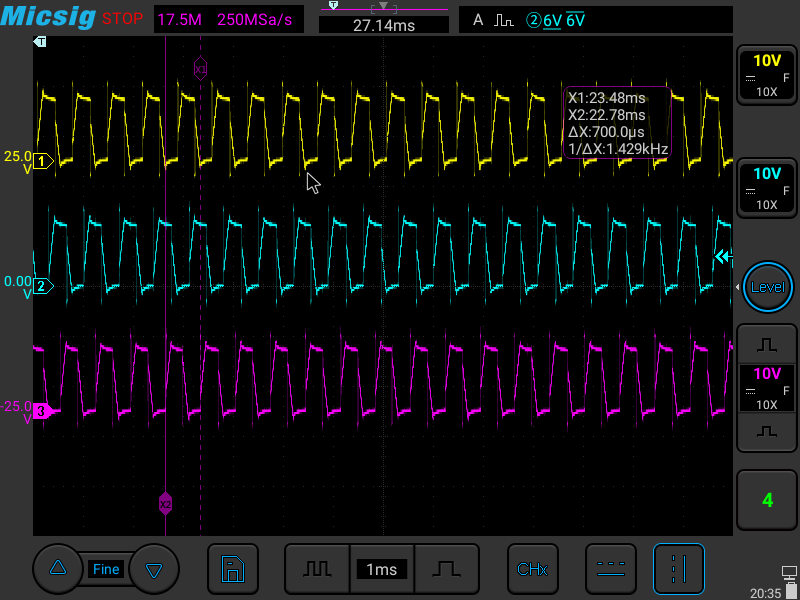 Micsig STOP 17.5M 250MSa/s T 27.14ms A ②6V 6V
T
X1
10V
F
10X
X1:23.48ms
X2:22.78ms
ΔX:700.0µs
1/ΔX:1.429kHz
25.0
V
1
10V
F
10X
0.00
V
2
Level
10V
F
10X
-25.0
V
3
X2
4
Fine
1ms
CHx
20:35